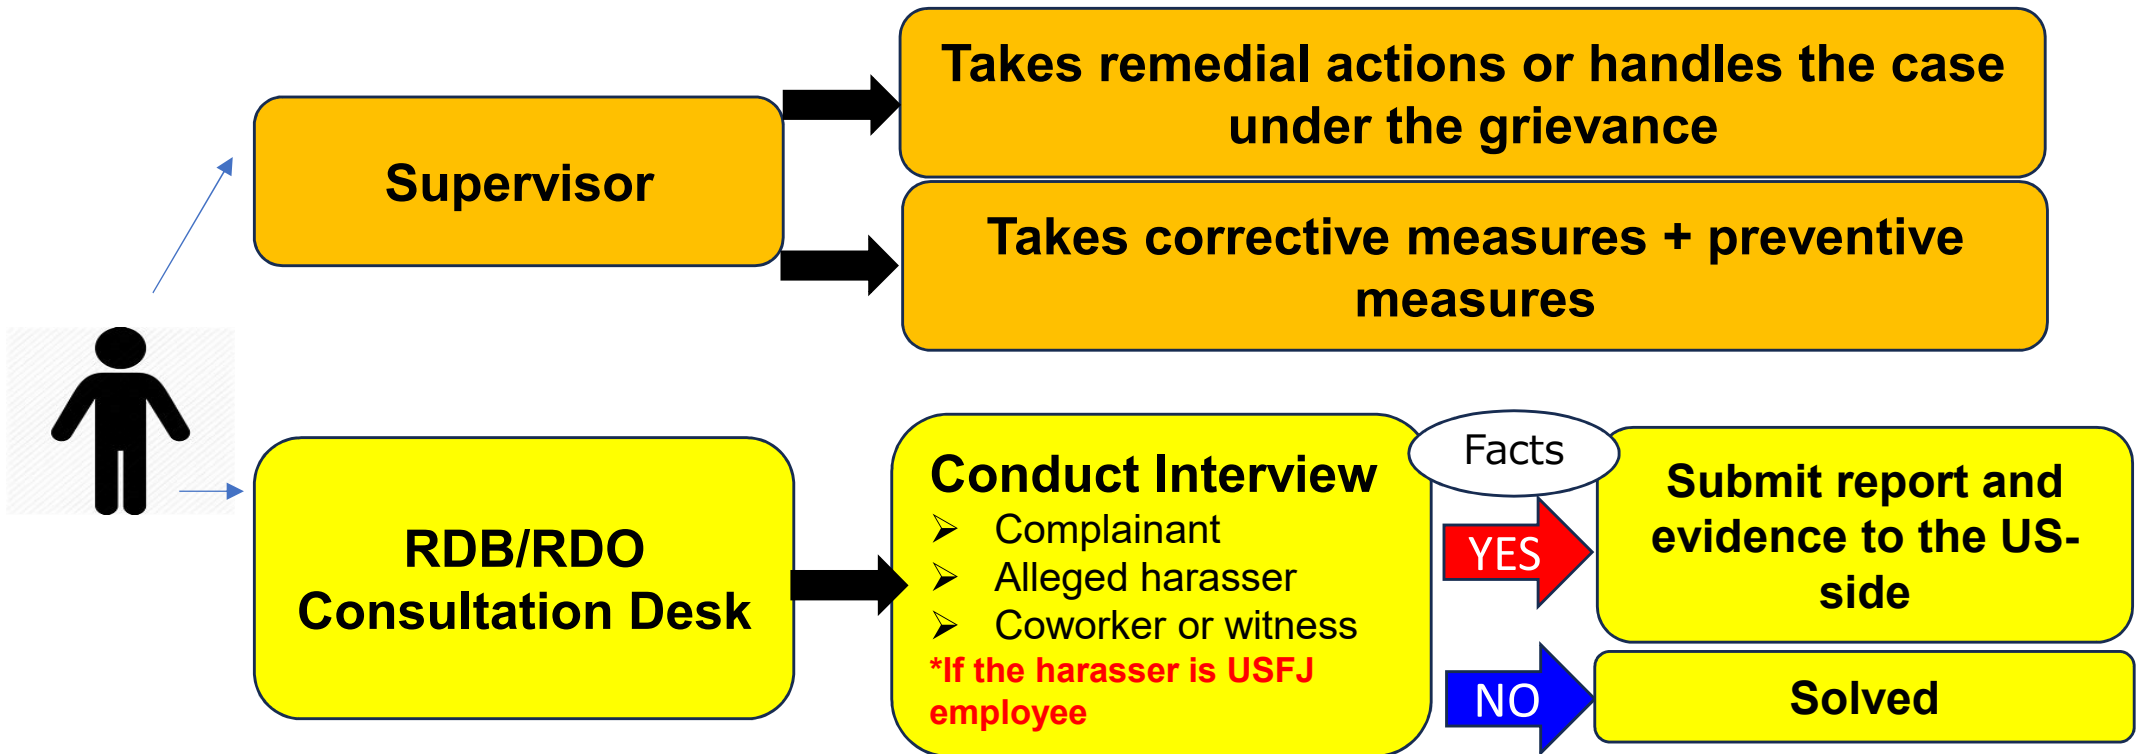 Takes remedial actions or handles the case
under the grievance
Supervisor
Takes corrective measures + preventive
measures
RDB/RDO
Consultation Desk
Conduct Interview
➢ Complainant
➢ Alleged harasser
➢ Coworker or witness
*If the harasser is USFJ
employee
Facts
YES
Submit report and
evidence to the US-
side
NO
Solved